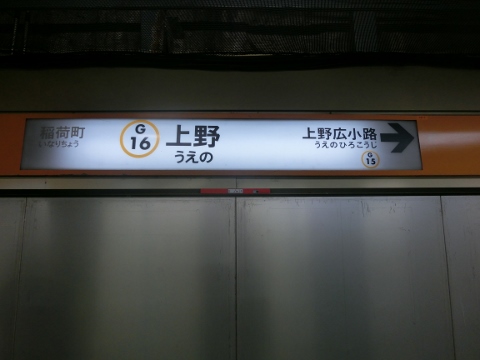 稲荷町
いなりちょう
G
16
上野
うえの
上野広小路
うえのひろこうじ
G
15